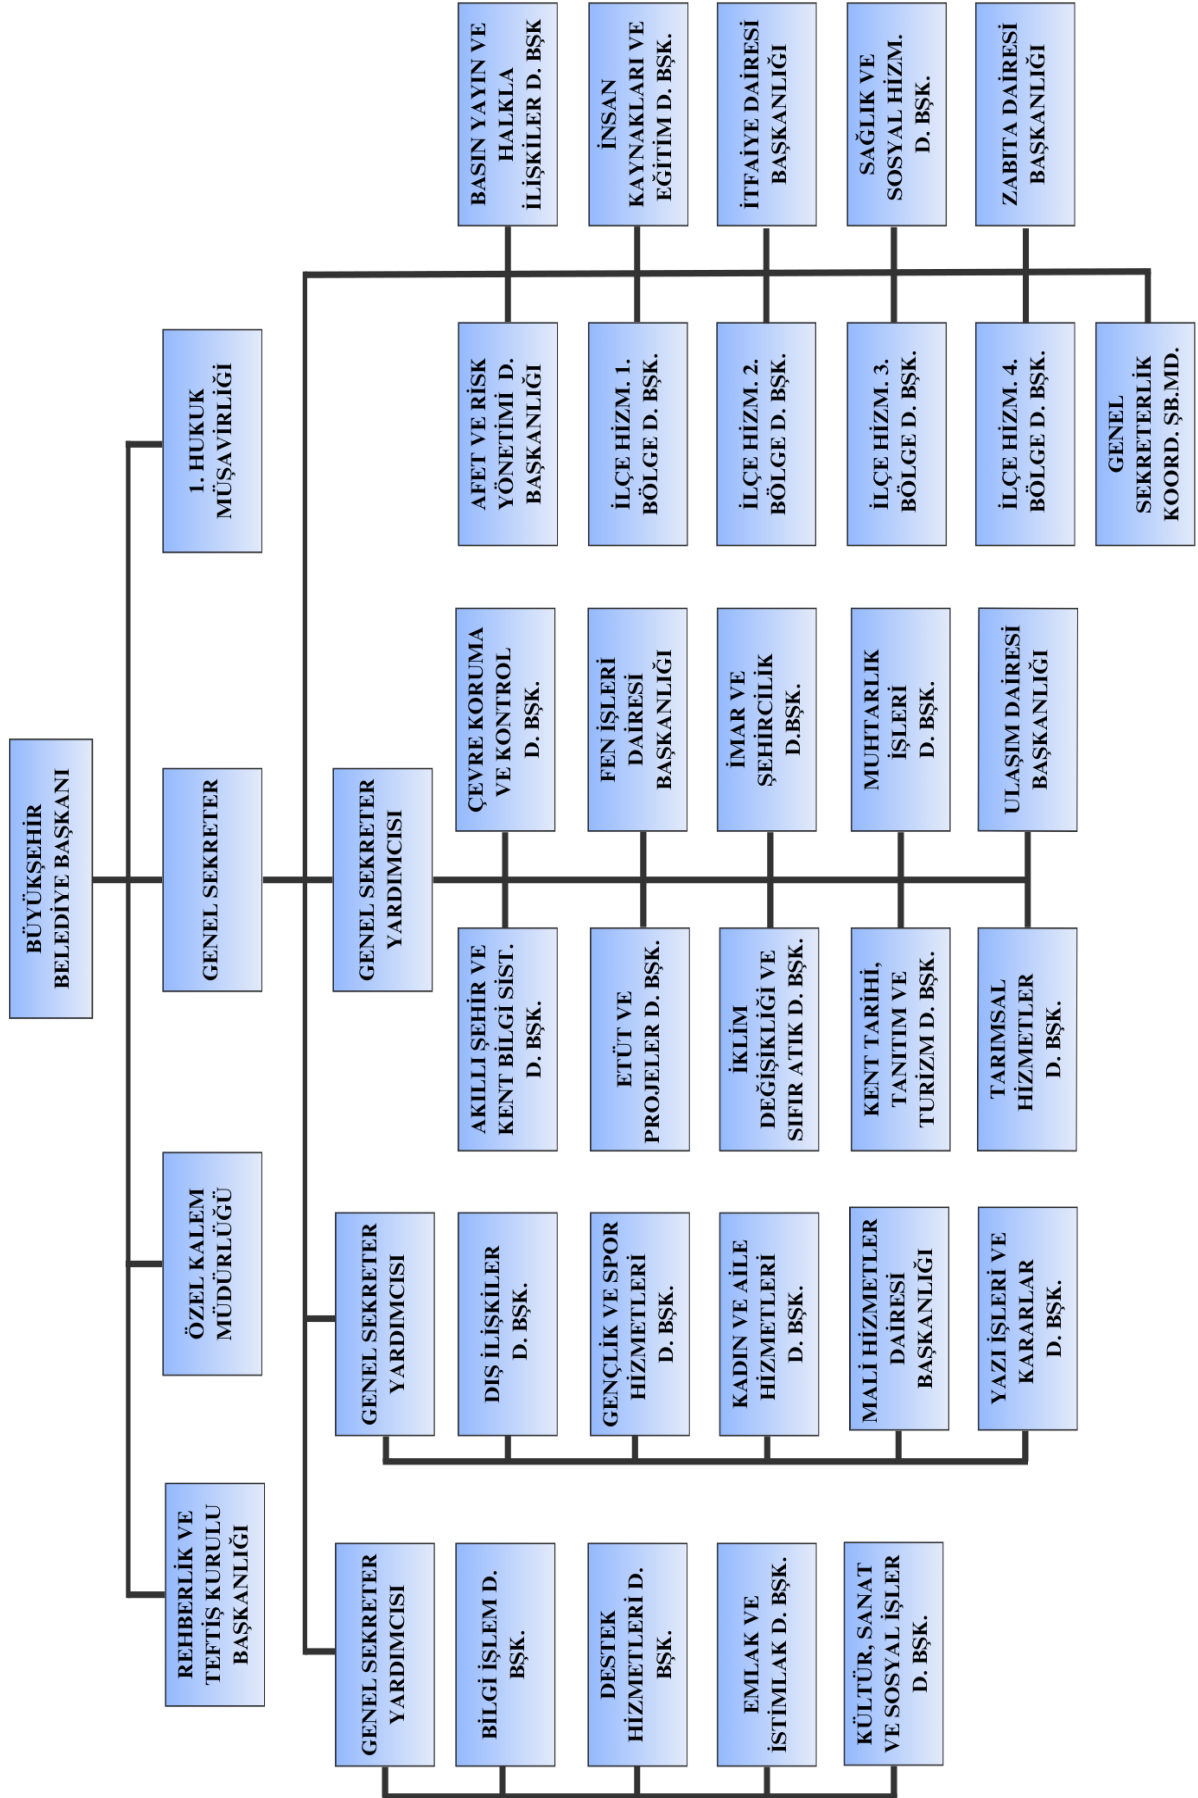 BÜYÜKŞEHİR
BELEDİYE BAŞKANI
REHBERLİK VE
TEFTİŞ KURULU
BAŞKANLIĞI
ÖZEL KALEM
MÜDÜRLÜĞÜ
GENEL SEKRETER
1. HUKUK
MÜŞAVİRLİĞİ
GENEL SEKRETER
YARDIMCISI
BİLGİ İŞLEM D.
BŞK.
DESTEK
HİZMETLERİ D.
BŞK.
EMLAK VE
İSTİMLAK D. BŞK.
KÜLTÜR, SANAT
VE SOSYAL İŞLER
D. BŞK.
GENEL SEKRETER
YARDIMCISI
DIŞ İLİŞKİLER
D. BŞK.
GENÇLİK VE SPOR
HİZMETLERİ
D. BŞK.
KADIN VE AİLE
HİZMETLERİ
D. BŞK.
MALİ HİZMETLER
DAİRESİ
BAŞKANLIĞI
YAZI İŞLERİ VE
KARARLAR
D. BŞK.
GENEL SEKRETER
YARDIMCISI
AKILLI ŞEHİR VE
KENT BİLGİ SİST.
D. BŞK.
ÇEVRE KORUMA
VE KONTROL
D. BŞK.
ETÜT VE
PROJELER D. BŞK.
FEN İŞLERİ
DAİRESİ
BAŞKANLIĞI
İKLİM
DEĞİŞİKLİĞİ VE
SIFIR ATIK D. BŞK.
İMAR VE
ŞEHİRCİLİK
D.BŞK.
KENT TARİHİ,
TANITIM VE
TURİZM D. BŞK.
MUHTARLIK
İŞLERİ
D. BŞK.
TARIMSAL
HİZMETLER
D. BŞK.
ULAŞIM DAİRESİ
BAŞKANLIĞI
AFET VE RİSK
YÖNETİMİ D.
BAŞKANLIĞI
BASIN YAYIN VE
HALKLA
İLİŞKİLER D. BŞK
İLÇE HİZM. 1.
BÖLGE D. BŞK.
İNSAN
KAYNAKLARI VE
EĞİTİM D. BŞK.
İLÇE HİZM. 2.
BÖLGE D. BŞK.
İTFAİYE DAİRESİ
BAŞKANLIĞI
İLÇE HİZM. 3.
BÖLGE D. BŞK.
SAĞLIK VE
SOSYAL HİZM.
D. BŞK.
İLÇE HİZM. 4.
BÖLGE D. BŞK.
ZABITA DAİRESİ
BAŞKANLIĞI
GENEL
SEKRETERLİK
KOORD. ŞB.MD.